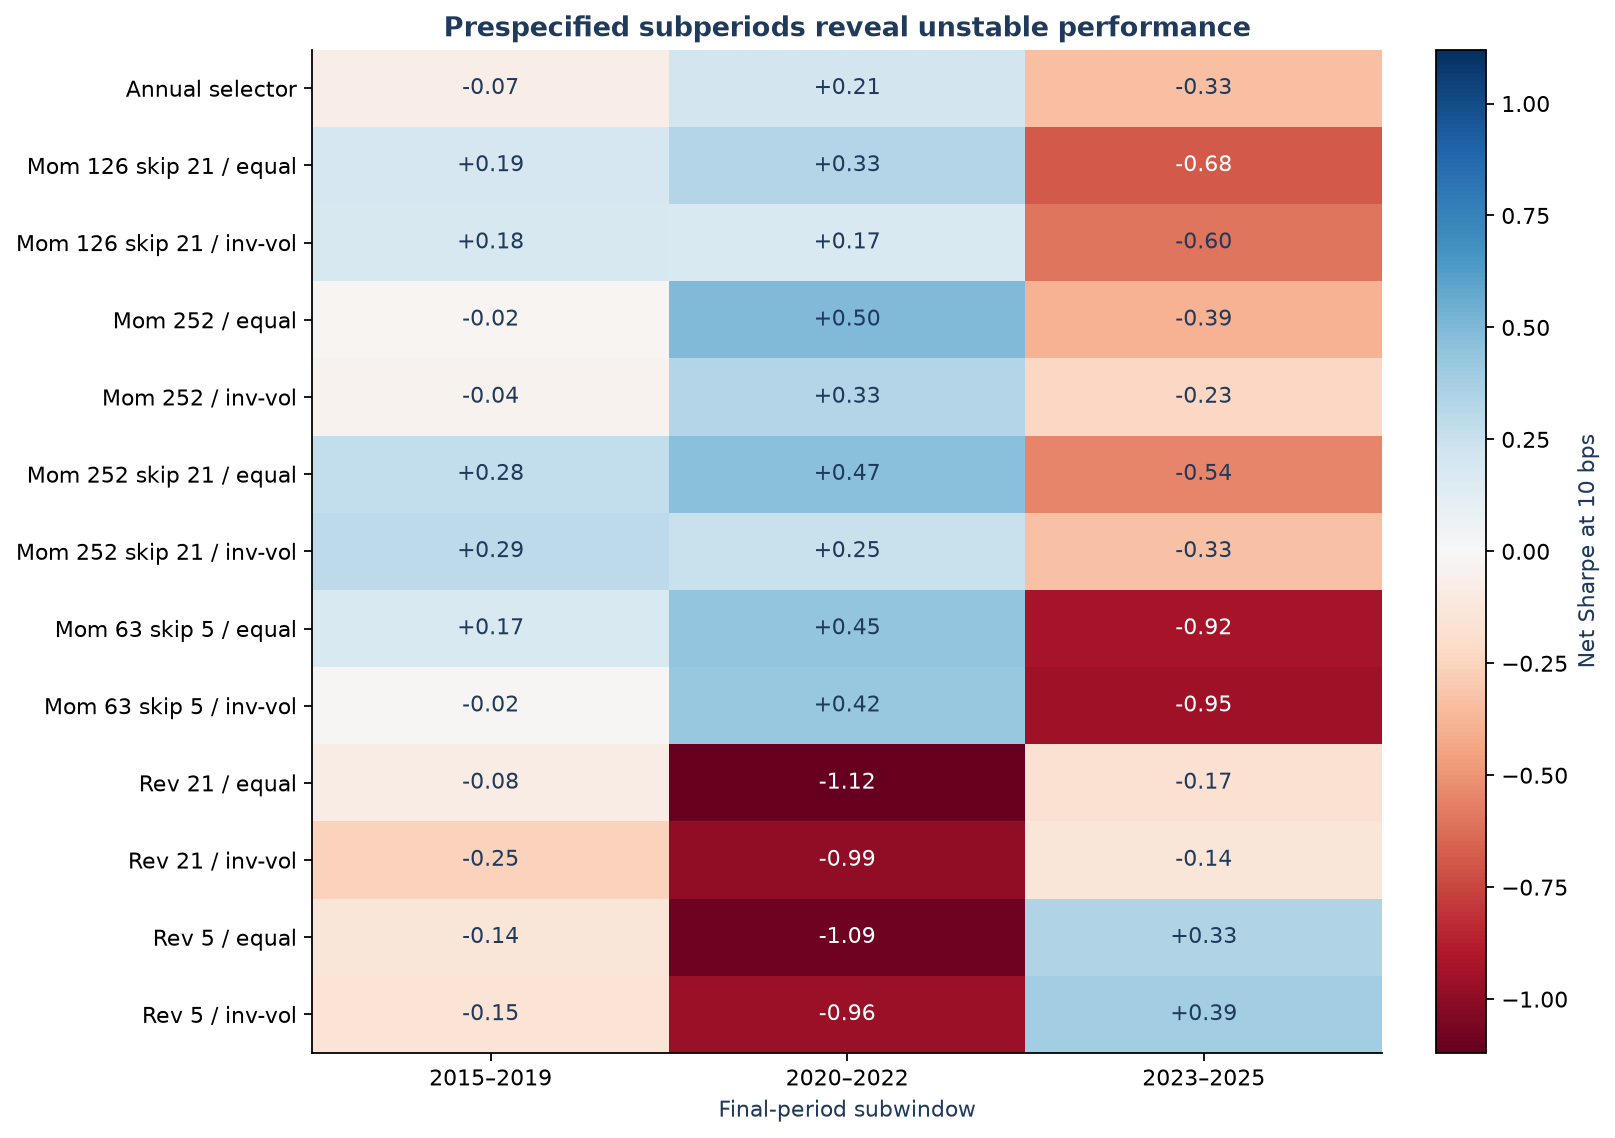 Prespecified subperiods reveal unstable performance
Annual selector -0.07 +0.21 -0.33
Mom 126 skip 21 / equal +0.19 +0.33 -0.68
Mom 126 skip 21 / inv-vol +0.18 +0.17 -0.60
Mom 252 / equal -0.02 +0.50 -0.39
Mom 252 / inv-vol -0.04 +0.33 -0.23
Mom 252 skip 21 / equal +0.28 +0.47 -0.54
Mom 252 skip 21 / inv-vol +0.29 +0.25 -0.33
Mom 63 skip 5 / equal +0.17 +0.45 -0.92
Mom 63 skip 5 / inv-vol -0.02 +0.42 -0.95
Rev 21 / equal -0.08 -1.12 -0.17
Rev 21 / inv-vol -0.25 -0.99 -0.14
Rev 5 / equal -0.14 -1.09 +0.33
Rev 5 / inv-vol -0.15 -0.96 +0.39
2015–2019 2020–2022 2023–2025
Final-period subwindow
1.00
0.75
0.50
0.25
0.00
−0.25
−0.50
−0.75
−1.00
Net Sharpe at 10 bps